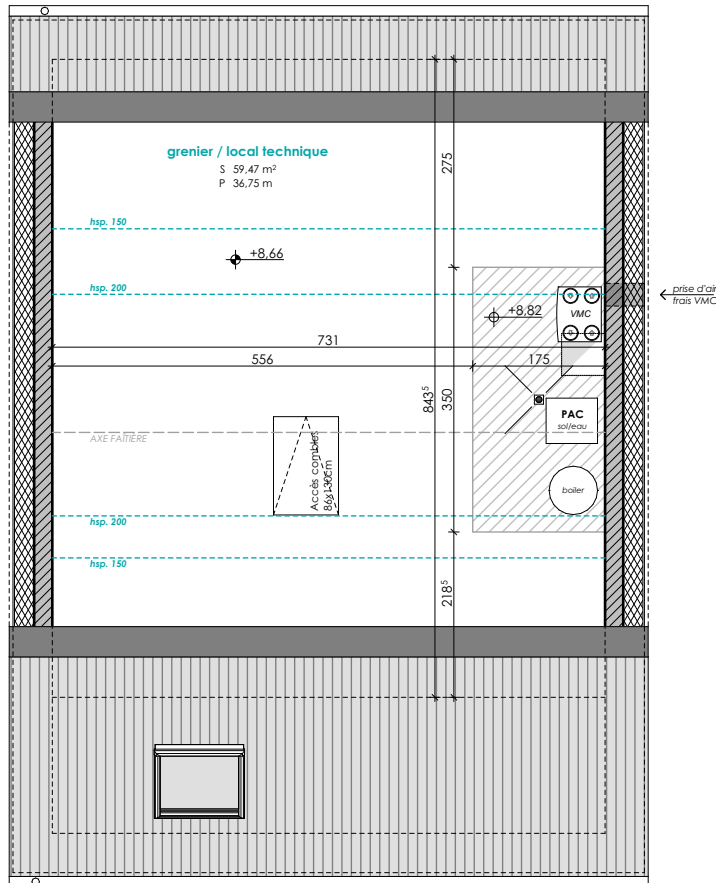 grenier / local technique
S 59,47 m²
P 36,75 m
275
hsp. 150
+8,66
hsp. 200
prise d'air
frais VMC
VMC
+8,82
731
556
175
843⁵
350
PAC
sol/eau
AXE FAÎTIÈRE
Accès combles
86x130cm
boiler
hsp. 200
hsp. 150
218⁵